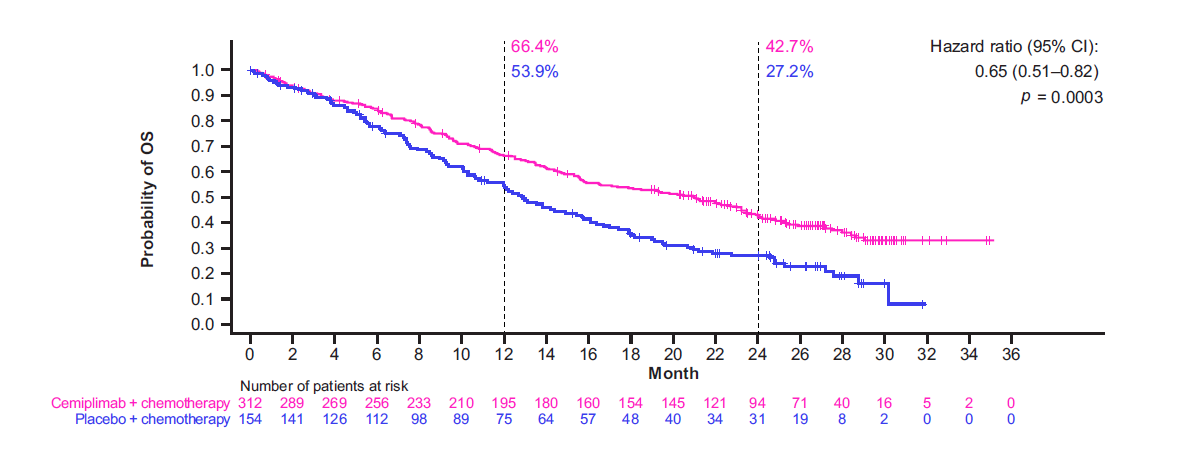 66.4% 42.7% Hazard ratio (95% CI):
53.9% 27.2% 0.65 (0.51–0.82)
p = 0.0003
Probability of OS
1.0
0.9
0.8
0.7
0.6
0.5
0.4
0.3
0.2
0.1
0.0
0 2 4 6 8 10 12 14 16 18 20 22 24 26 28 30 32 34 36
Month
Number of patients at risk
Cemiplimab + chemotherapy 312 289 269 256 233 210 195 180 160 154 145 121 94 71 40 16 5 2 0
Placebo + chemotherapy 154 141 126 112 98 89 75 64 57 48 40 34 31 19 8 2 0 0 0